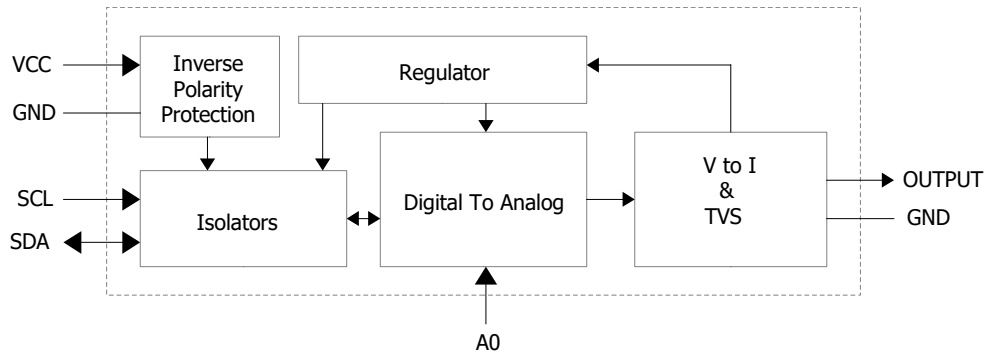 VCC
GND
Inverse
Polarity
Protection
Regulator
SCL
SDA
Isolators
Digital To Analog
V to I
&
TVS
OUTPUT
GND
A0